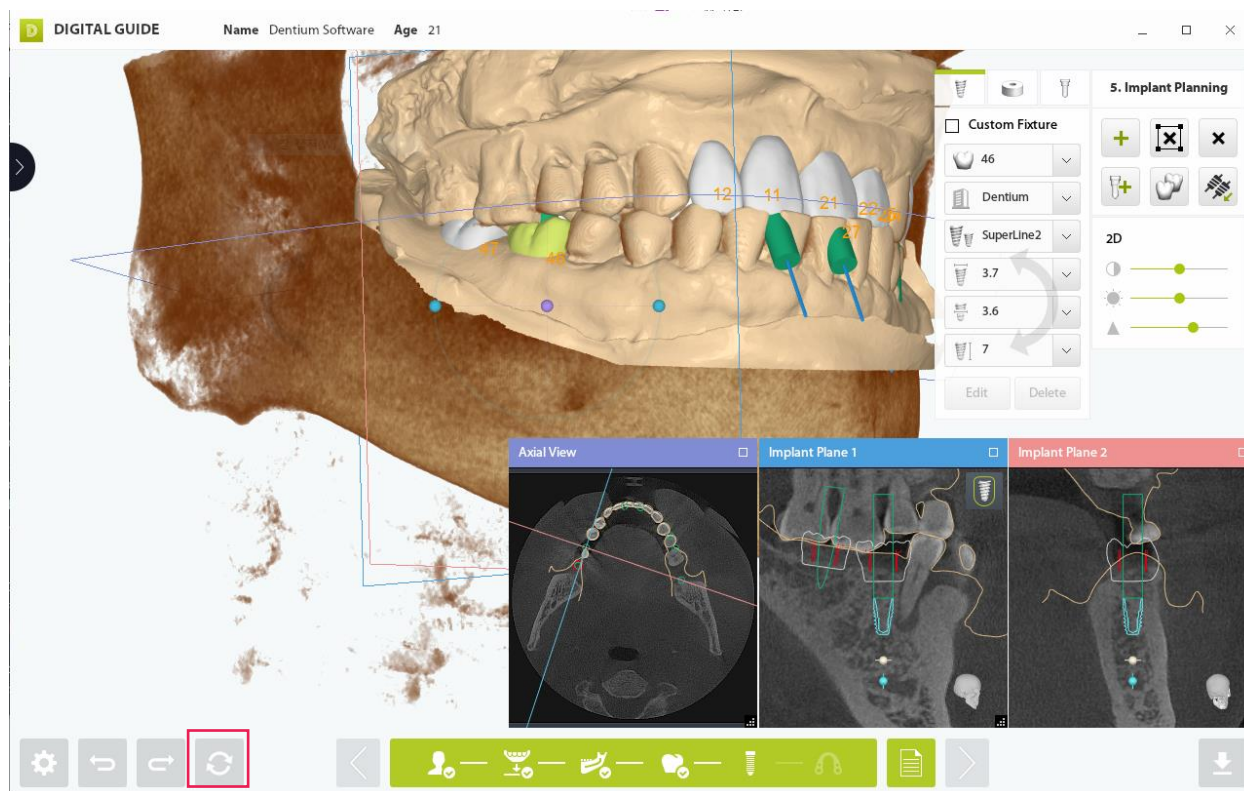 DIGITAL GUIDE Name Dentium Software Age 21
5. Implant Planning
Custom Fixture
46
Dentium
SuperLine2
2D
3.7
3.6
7
Edit Delete
12 11 21 22
27
47 46
Axial View Implant Plane 1 Implant Plane 2